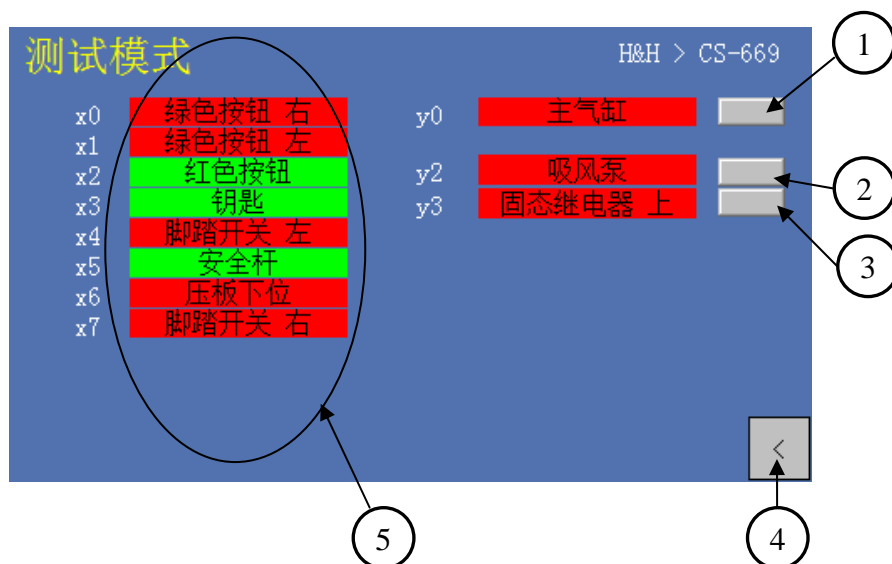 测试模式
H&H > CS-669
1
x0 绿色按钮 右
y0 主气缸
x1 绿色按钮 左
x2 红色按钮
y2 吸风泵
2
x3 钥匙
y3 固态继电器 上
x4 脚踏开关 左
3
x5 安全杆
x6 压板下位
x7 脚踏开关 右
<
5
4